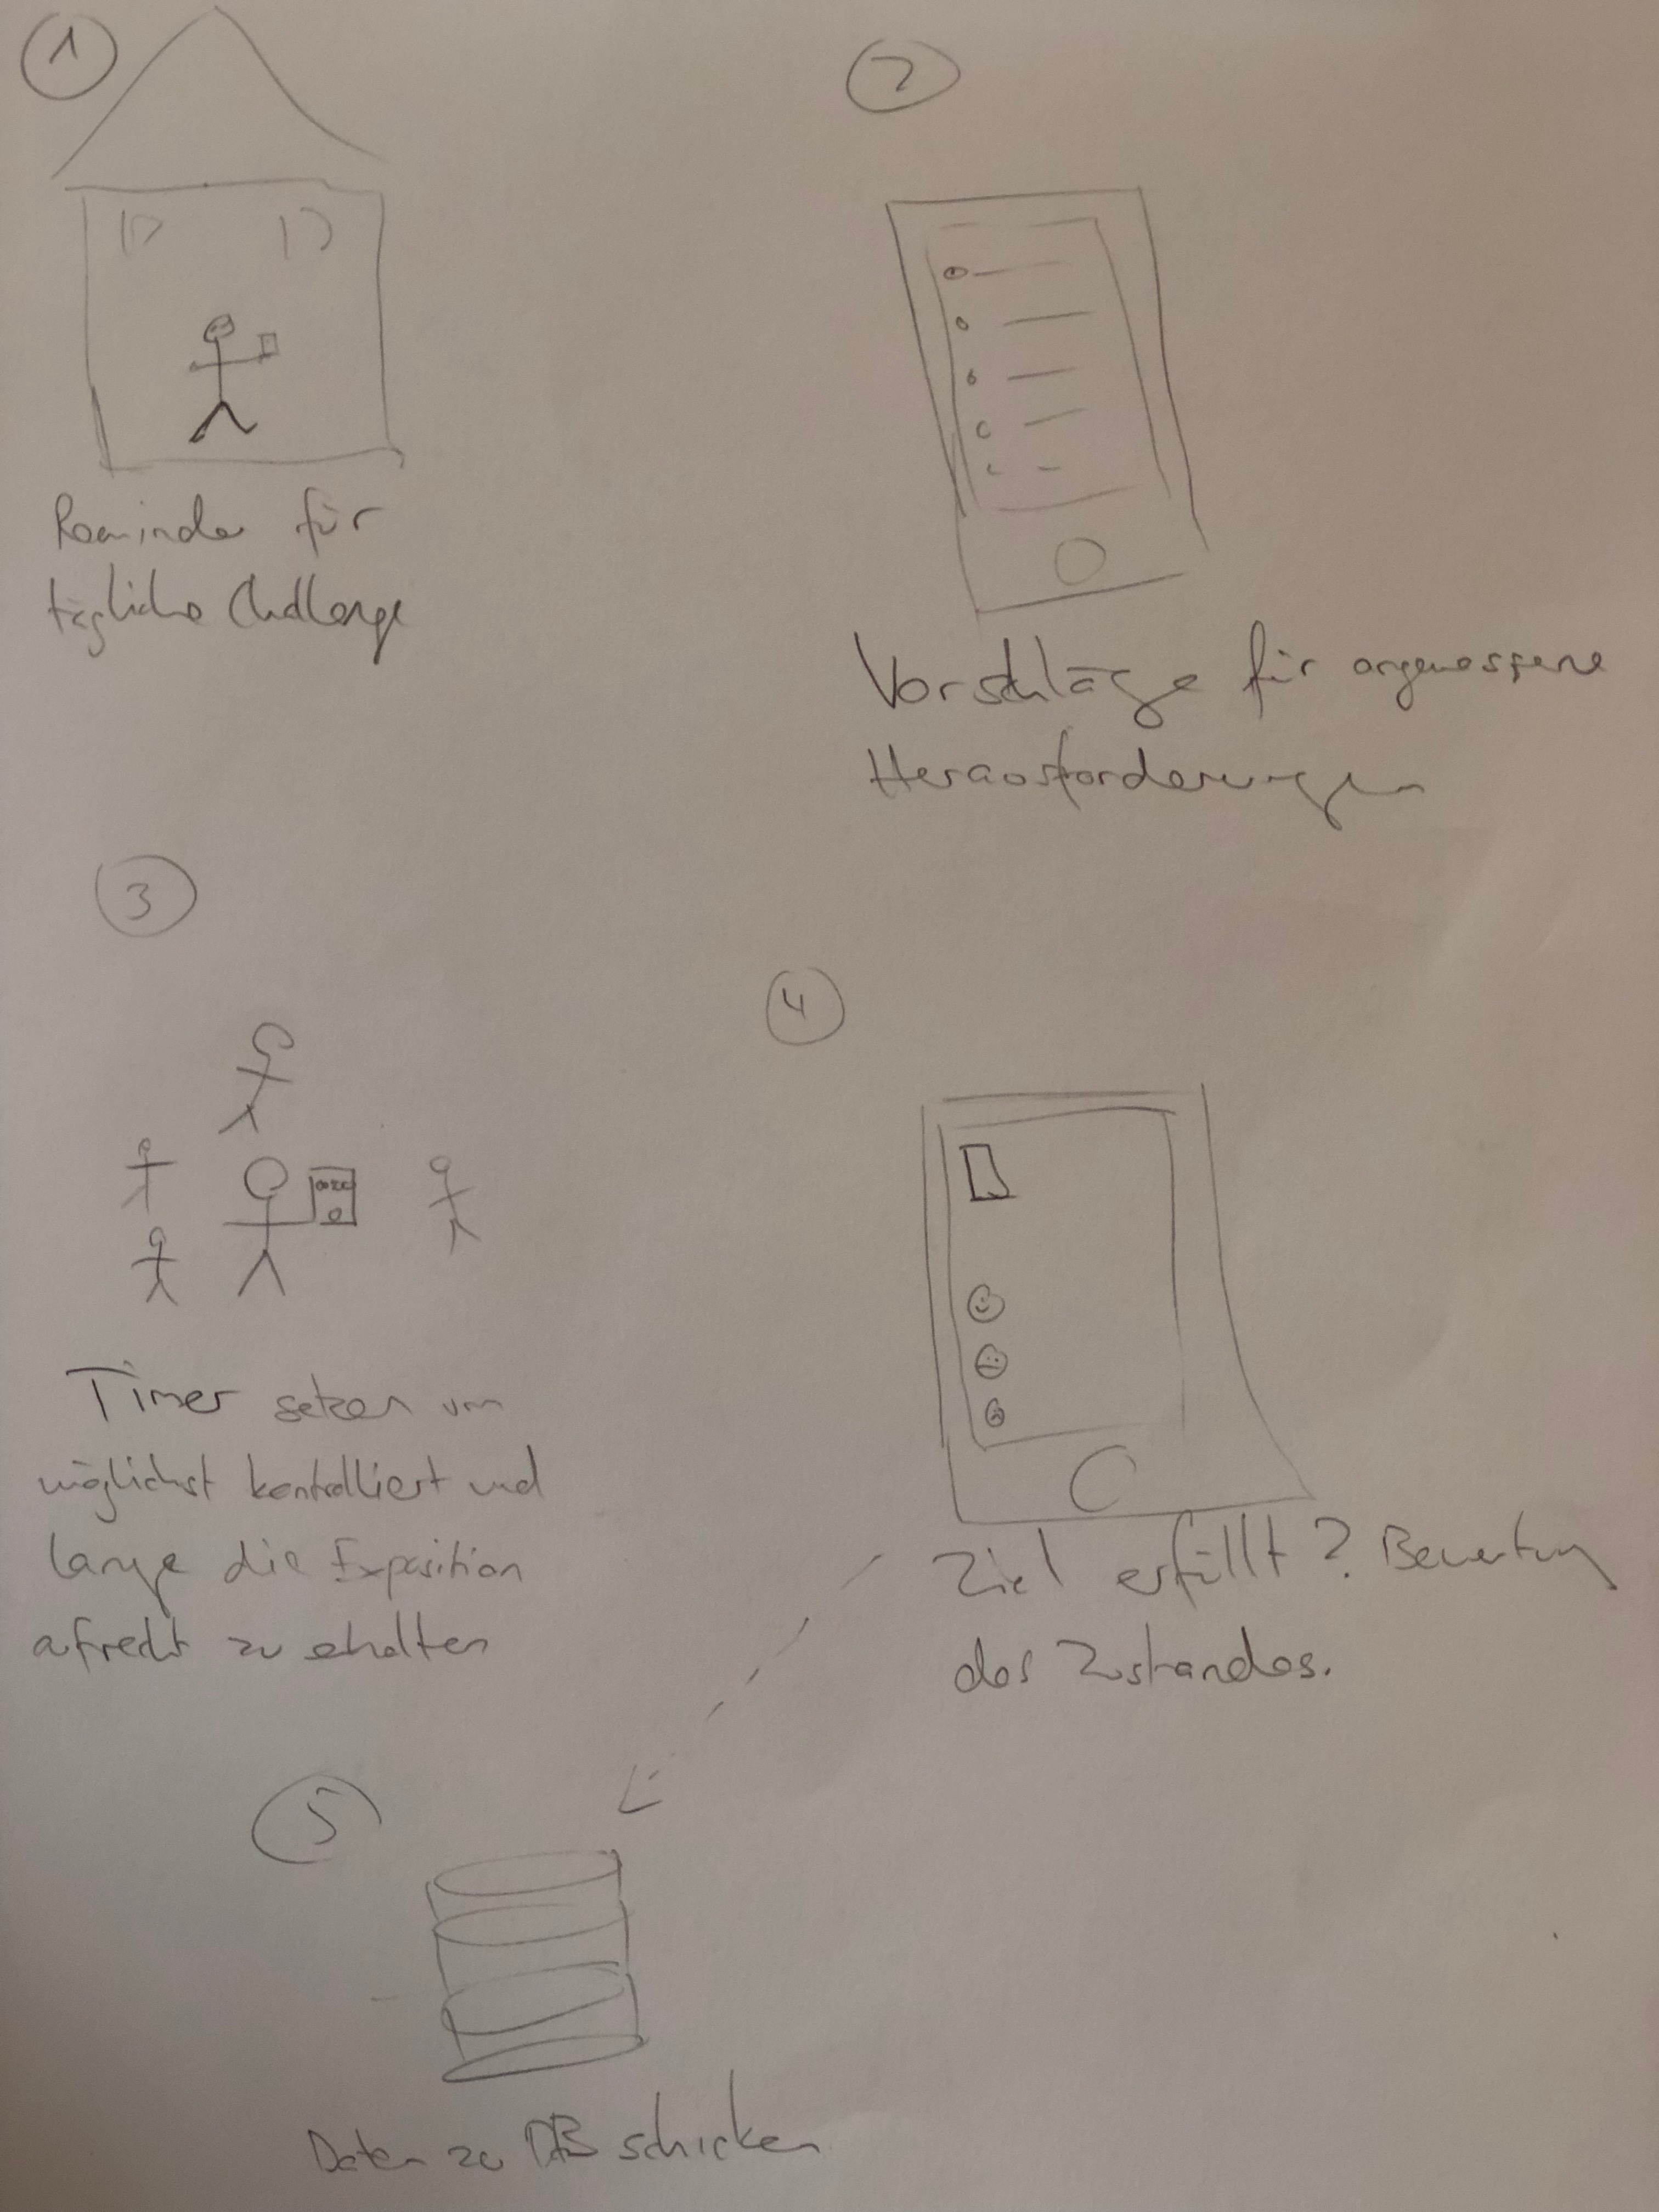 1
Reminder für
tägliche Challenge
2
Vorschläge für angemessene
Herausforderungen
3
Timer setzen um
möglichst kontrolliert und
lange die Exposition
aufrecht zu erhalten
4
Ziel erfüllt? Bewertung
des Zustandes.
5
Daten zu DB schicken